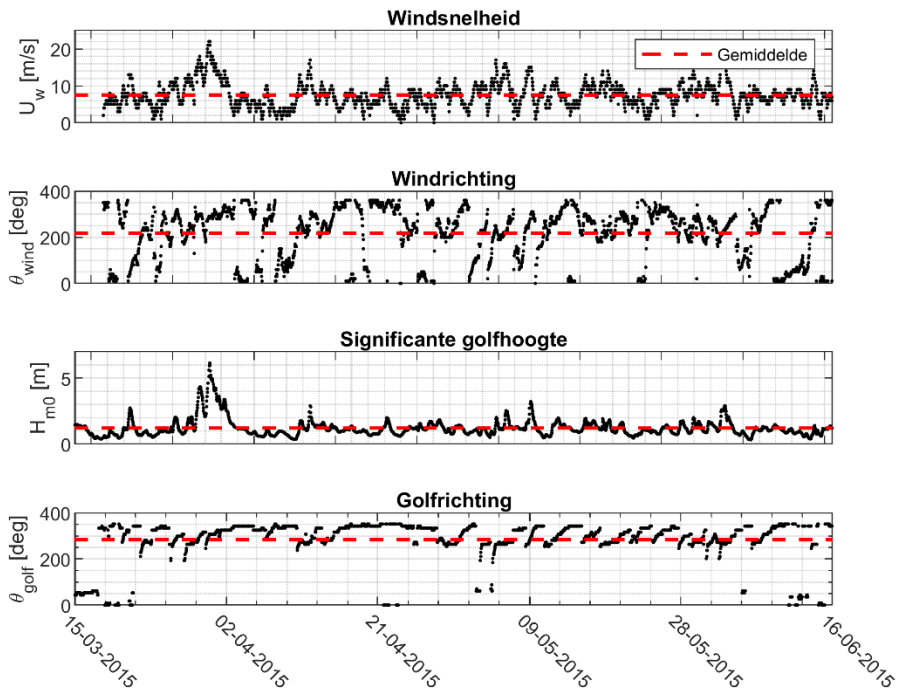 Windsnelheid
U_w [m/s]
20
10
0
Gemiddelde
Windrichting
θ_wind [deg]
400
200
0
Significante golfhoogte
H_m0 [m]
5
0
Golfrichting
θ_golf [deg]
400
200
0
15-03-2015
02-04-2015
21-04-2015
09-05-2015
28-05-2015
16-06-2015